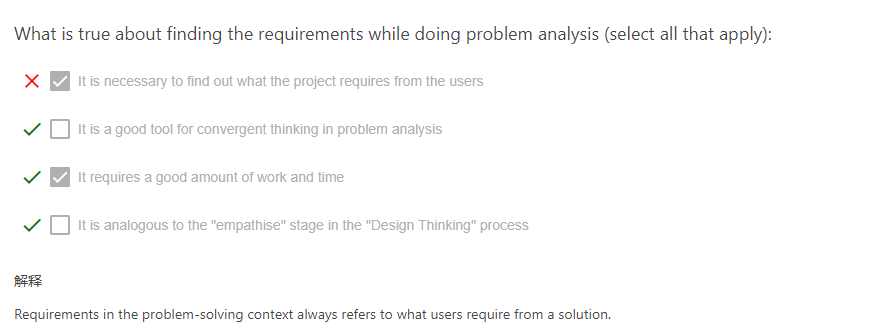 What is true about finding the requirements while doing problem analysis (select all that apply):
It is necessary to find out what the project requires from the users
It is a good tool for convergent thinking in problem analysis
It requires a good amount of work and time
It is analogous to the "empathise" stage in the "Design Thinking" process
解释
Requirements in the problem-solving context always refers to what users require from a solution.